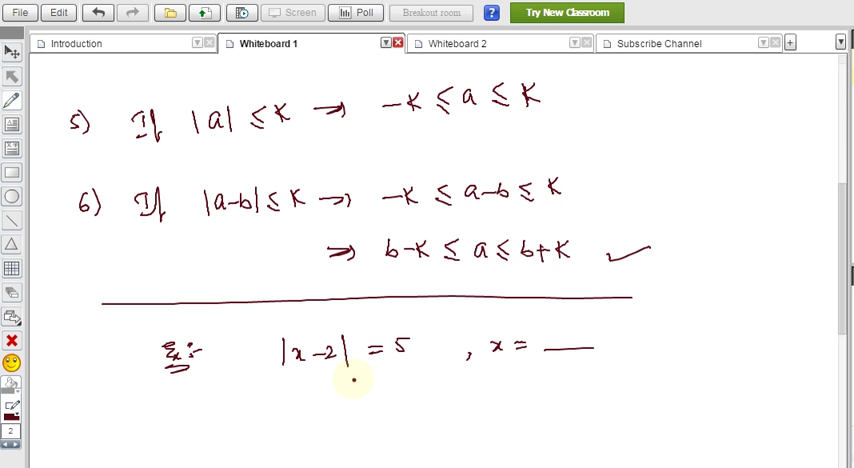 File Edit Screen Poll Breakout room ? Try New Classroom
Introduction Whiteboard 1 Whiteboard 2 Subscribe Channel +
5) If |a| ≤ K → -K ≤ a ≤ K
6) If |a-b| ≤ K → -K ≤ a-b ≤ K
⇒ b-K ≤ a ≤ b+K ✓
Ex:- |x-2| = 5 , x = ___
2